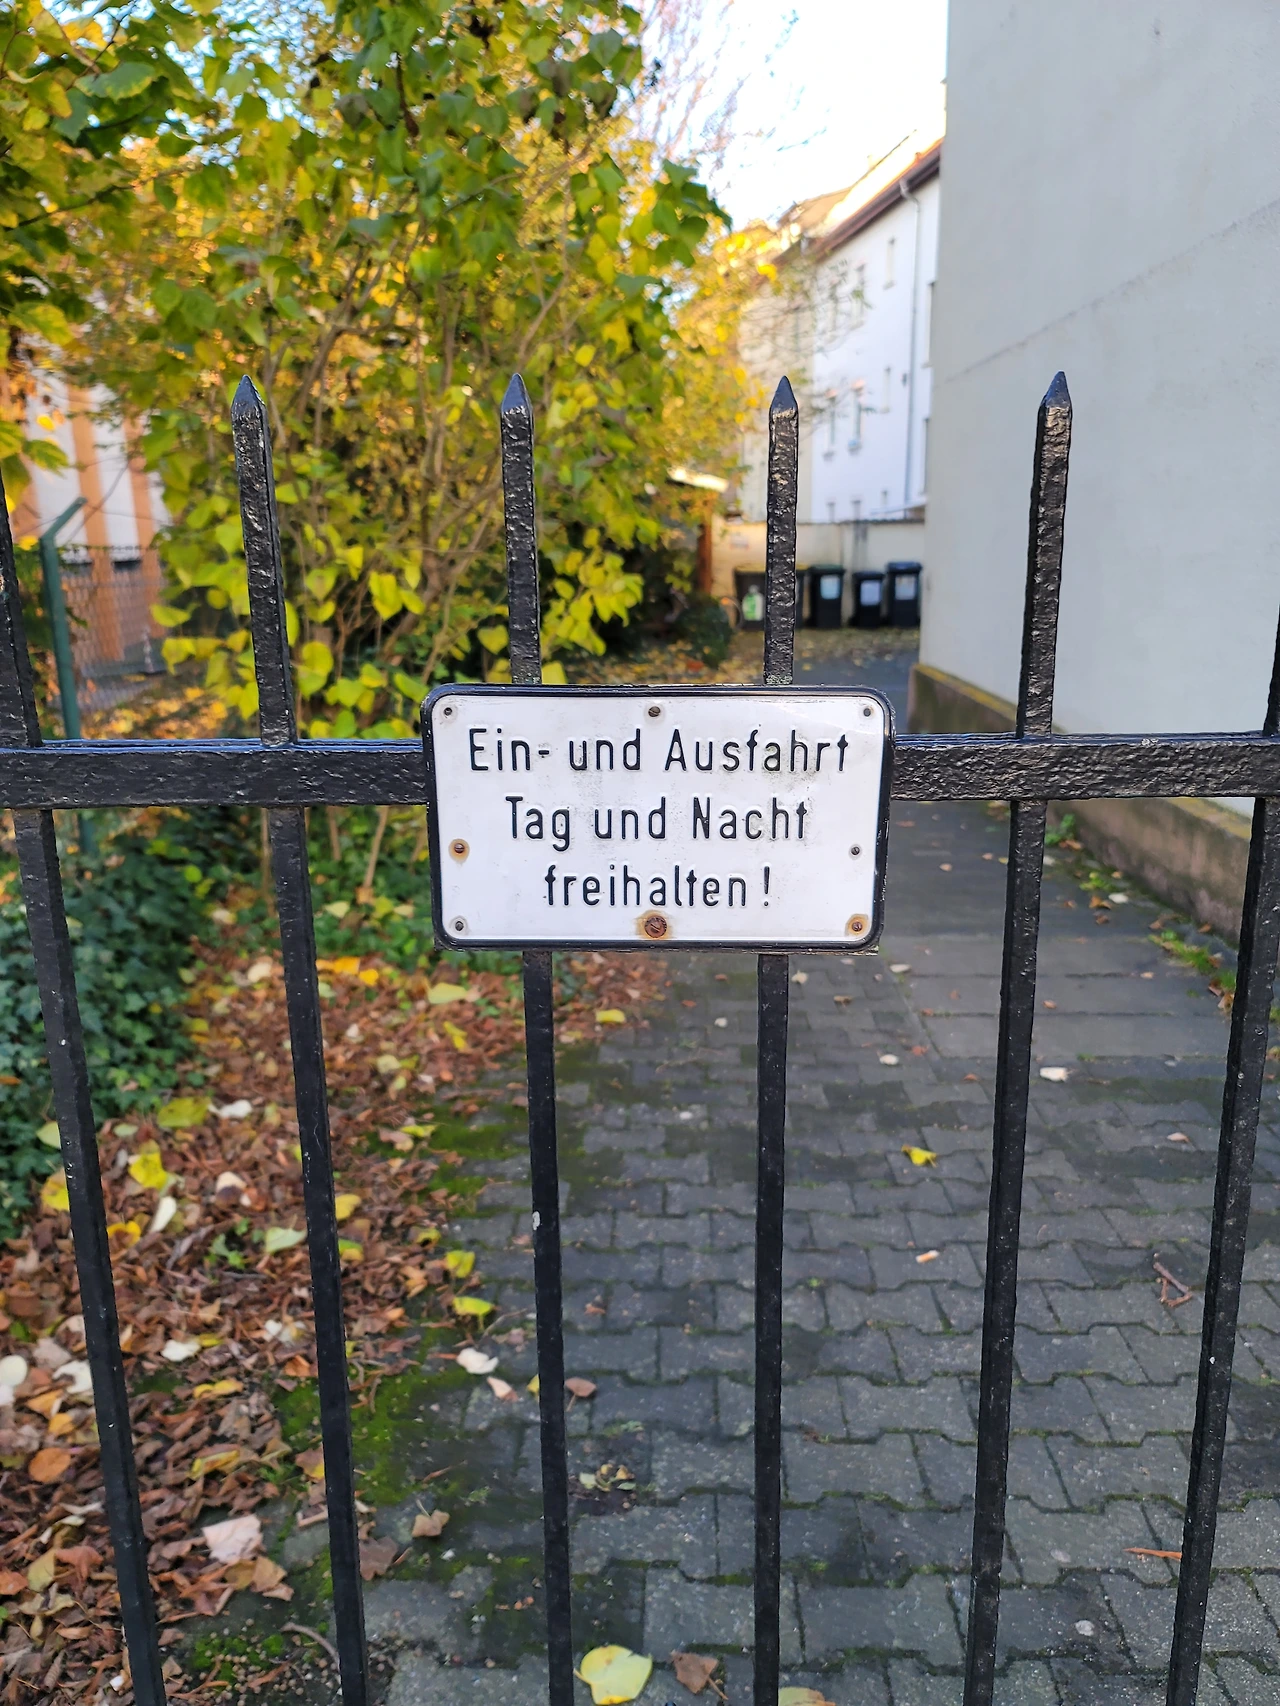 Ein- und Ausfahrt
Tag und Nacht
freihalten!